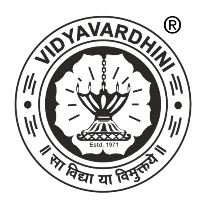 ®
VIDYAVARDHINI
Estd. 1971
॥ सा विद्या या विमुक्तये ॥